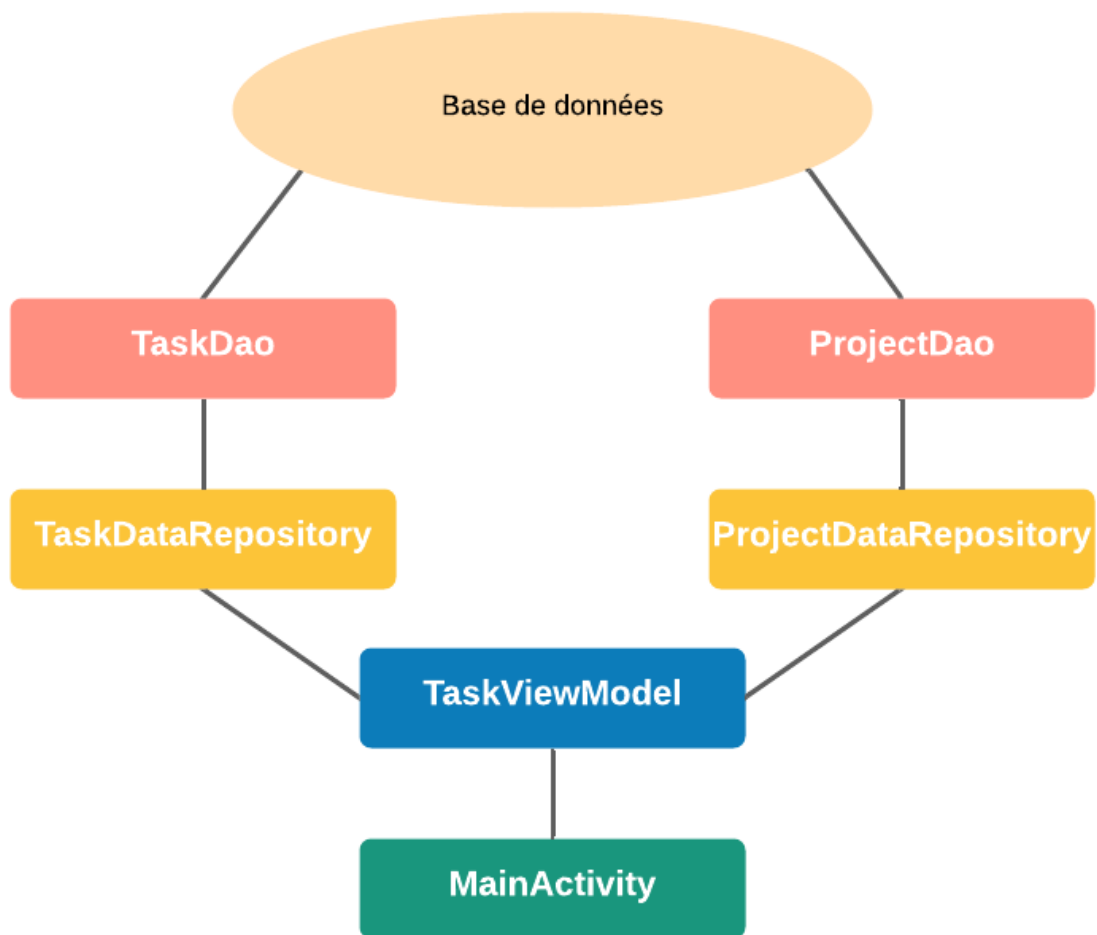 Base de données
TaskDao
ProjectDao
TaskDataRepository
ProjectDataRepository
TaskViewModel
MainActivity